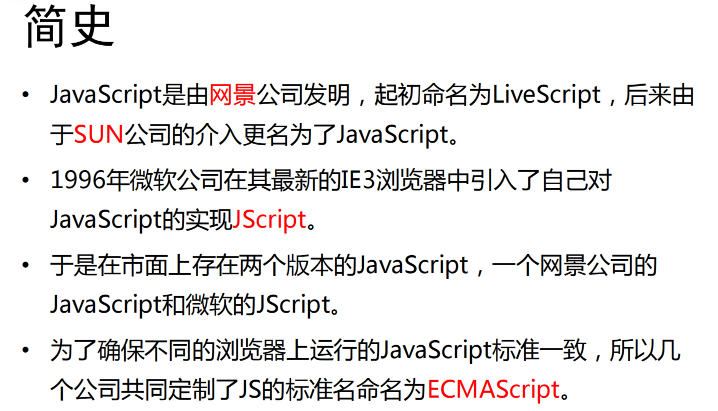 简史
• JavaScript是由网景公司发明，起初命名为LiveScript，后来由
于SUN公司的介入更名为了JavaScript。
• 1996年微软公司在其最新的IE3浏览器中引入了自己对
JavaScript的实现JScript。
• 于是在市面上存在两个版本的JavaScript，一个网景公司的
JavaScript和微软的JScript。
• 为了确保不同的浏览器上运行的JavaScript标准一致，所以几
个公司共同定制了JS的标准名命名为ECMAScript。